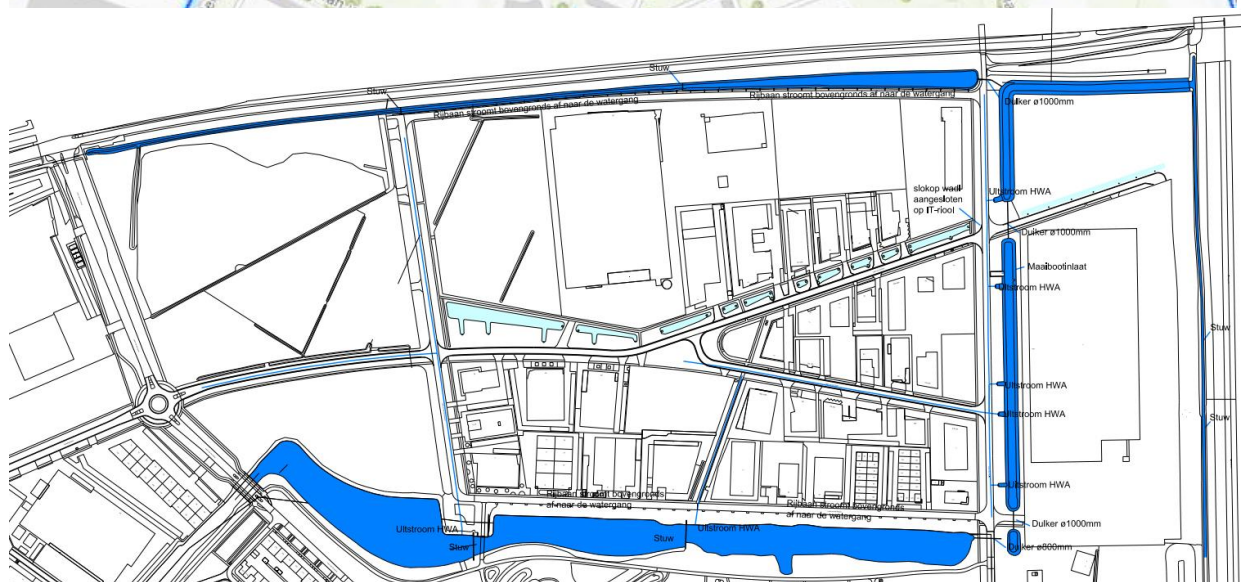 Stuw
Stuw
Rijbaan stroomt bovengronds af naar de watergang
Rijbaan stroomt bovengronds af naar de watergang
Duiker ø1000mm
slokop wadi
aangesloten
op IT-riool
Uitstroom HWA
Duiker ø1000mm
Maaibootinlaat
Uitstroom HWA
Stuw
Uitstroom HWA
Uitstroom HWA
Stuw
Uitstroom HWA
Rijbaan stroomt bovengronds
af naar de watergang
Rijbaan stroomt bovengronds
af naar de watergang
Uitstroom HWA
Uitstroom HWA
Duiker ø1000mm
Stuw
Stuw
Duiker ø800mm